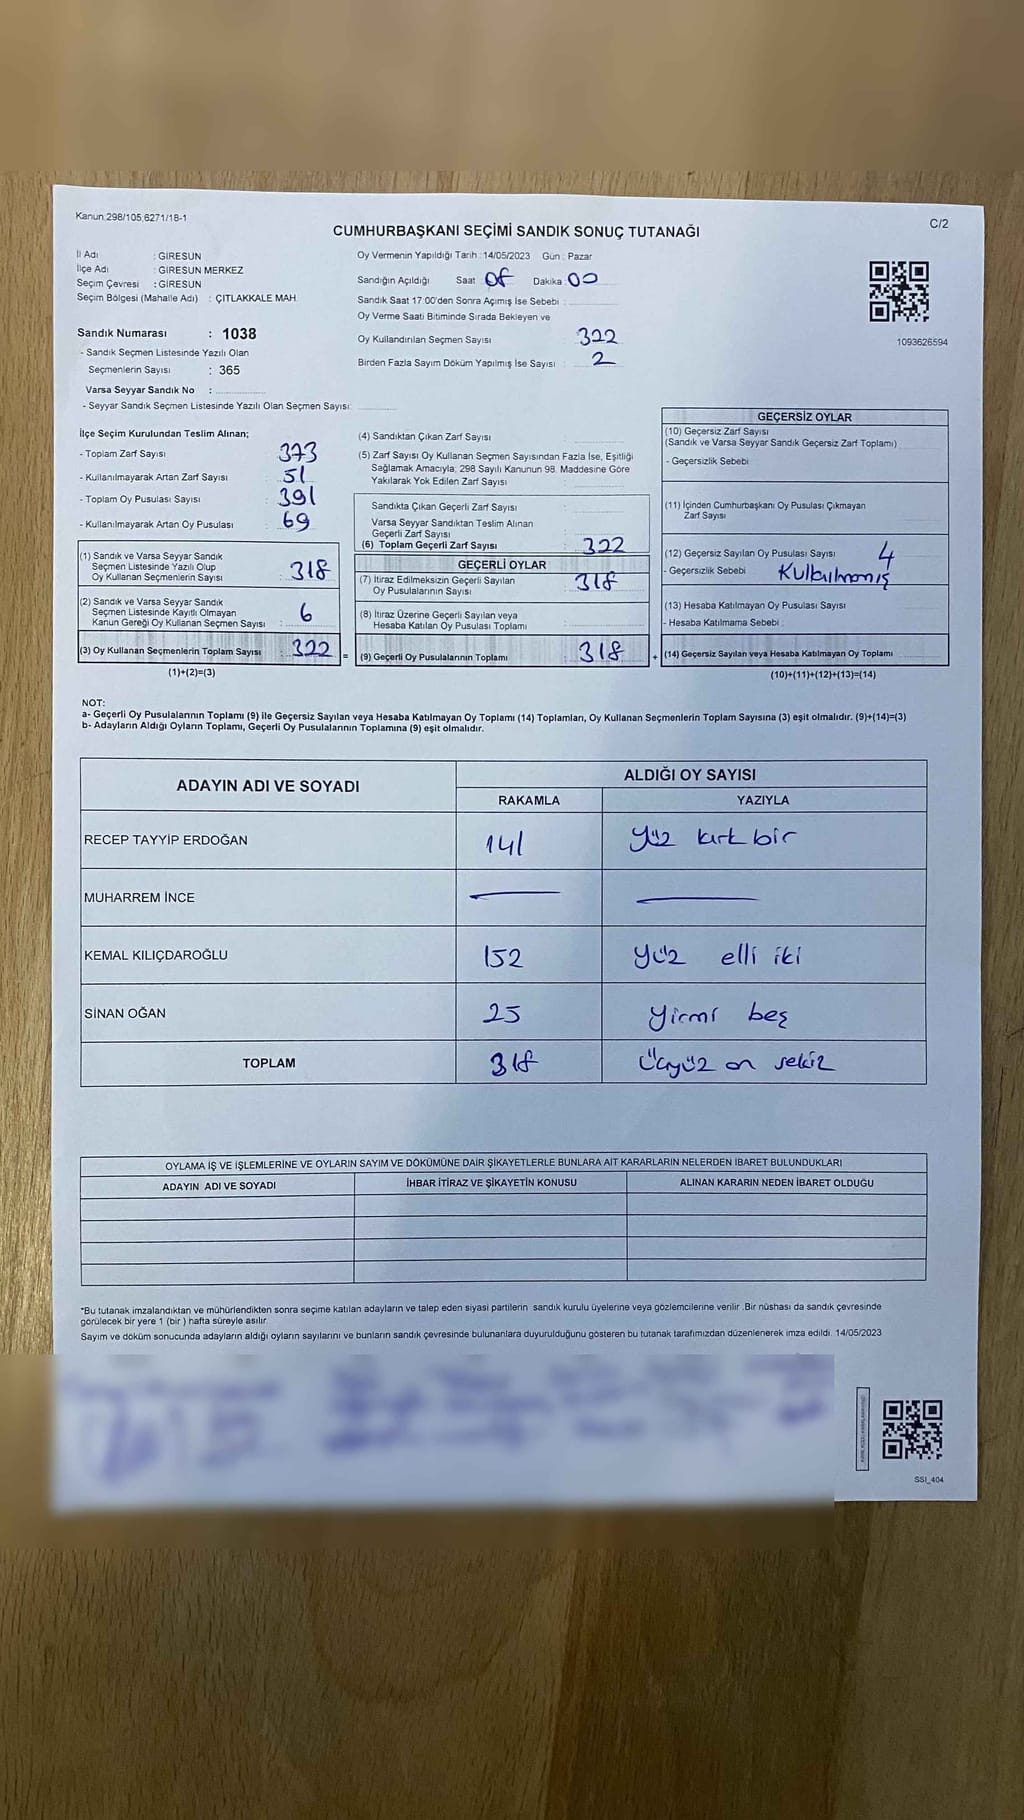 Kanun 298/105;6271/18-1
C/2
CUMHURBAŞKANI SEÇİMİ SANDIK SONUÇ TUTANAĞI
İl Adı : GİRESUN
İlçe Adı : GİRESUN MERKEZ
Seçim Çevresi : GİRESUN
Seçim Bölgesi (Mahalle Adı) : ÇITLAKKALE MAH.
Sandık Numarası : 1038
- Sandık Seçmen Listesinde Yazılı Olan
Seçmenlerin Sayısı : 365
Varsa Seyyar Sandık No :
- Seyyar Sandık Seçmen Listesinde Yazılı Olan Seçmen Sayısı:
Oy Vermenin Yapıldığı Tarih : 14/05/2023 Gün : Pazar
Sandığın Açıldığı Saat 08 Dakika : 00
Sandık Saat 17:00'den Sonra Açımış İse Sebebi :
Oy Verme Saati Bitiminde Sırada Bekleyen ve
Oy Kullandırılan Seçmen Sayısı 322
Birden Fazla Sayım Döküm Yapılmış İse Sayısı : 2
1093626594
İlçe Seçim Kurulundan Teslim Alınan;
- Toplam Zarf Sayısı : 373
- Kullanılmayarak Artan Zarf Sayısı : 51
- Toplam Oy Pusulası Sayısı : 391
- Kullanılmayarak Artan Oy Pusulası : 69
(1) Sandık ve Varsa Seyyar Sandık
Seçmen Listesinde Yazılı Olup
Oy Kullanan Seçmenlerin Sayısı : 318
(2) Sandık ve Varsa Seyyar Sandık
Seçmen Listesinde Kayıtlı Olmayan
Kanun Gereği Oy Kullanan Seçmen Sayısı : 6
(3) Oy Kullanan Seçmenlerin Toplam Sayısı : 322 =
(1)+(2)=(3)
(4) Sandıktan Çıkan Zarf Sayısı :
(5) Zarf Sayısı Oy Kullanan Seçmen Sayısından Fazla İse, Eşitliği
Sağlamak Amacıyla; 298 Sayılı Kanunun 98. Maddesine Göre
Yakılarak Yok Edilen Zarf Sayısı :
Sandıkta Çıkan Geçerli Zarf Sayısı :
Varsa Seyyar Sandıktan Teslim Alınan
Geçerli Zarf Sayısı :
(6) Toplam Geçerli Zarf Sayısı 322
GEÇERLİ OYLAR
(7) İtiraz Edilmeksizin Geçerli Sayılan
Oy Pusulalarının Sayısı 318
(8) İtiraz Üzerine Geçerli Sayılan veya
Hesaba Katılan Oy Pusulası Toplamı :
(9) Geçerli Oy Pusulalarının Toplamı : 318 +
GEÇERSİZ OYLAR
(10) Geçersiz Zarf Sayısı
(Sandık ve Varsa Seyyar Sandık Geçersiz Zarf Toplamı)
- Geçersizlik Sebebi
(11) İçinden Cumhurbaşkanı Oy Pusulası Çıkmayan
Zarf Sayısı
(12) Geçersiz Sayılan Oy Pusulası Sayısı 4
- Geçersizlik Sebebi Kulbılmamış
(13) Hesaba Katılmayan Oy Pusulası Sayısı
- Hesaba Katılmama Sebebi :
(14) Geçersiz Sayılan veya Hesaba Katılmayan Oy Toplamı
(10)+(11)+(12)+(13)=(14)
NOT:
a- Geçerli Oy Pusulalarının Toplamı (9) ile Geçersiz Sayılan veya Hesaba Katılmayan Oy Toplamı (14) Toplamları, Oy Kullanan Seçmenlerin Toplam Sayısına (3) eşit olmalıdır. (9)+(14)=(3)
b- Adayların Aldığı Oyların Toplamı, Geçerli Oy Pusulalarının Toplamına (9) eşit olmalıdır.
ADAYIN ADI VE SOYADI
ALDIĞI OY SAYISI
RAKAMLA YAZIYLA
RECEP TAYYİP ERDOĞAN 141 Yüz kırk bir
MUHARREM İNCE
KEMAL KILIÇDAROĞLU 152 Yüz elli iki
SİNAN OĞAN 25 Yirmi beş
TOPLAM 318 Üçyüz on sekiz
OYLAMA İŞ VE İŞLEMLERİNE VE OYLARIN SAYIM VE DÖKÜMÜNE DAİR ŞİKAYETLERLE BUNLARA AİT KARARLARIN NELERDEN İBARET BULUNDUKLARI
ADAYIN ADI VE SOYADI İHBAR İTİRAZ VE ŞİKAYETİN KONUSU ALINAN KARARIN NEDEN İBARET OLDUĞU
*Bu tutanak imzalandıktan ve mühürlendikten sonra seçime katılan adayların ve talep eden siyasi partilerin sandık kurulu üyelerine veya gözlemcilerine verilir .Bir nüshası da sandık çevresinde
görülecek bir yere 1 (bir ) hafta süreyle asılır.
Sayım ve döküm sonucunda adayların aldığı oyların sayılarını ve bunların sandık çevresinde bulunanlara duyurulduğunu gösteren bu tutanak tarafımızdan düzenlenerek imza edildi. 14/05/2023
SSI_404